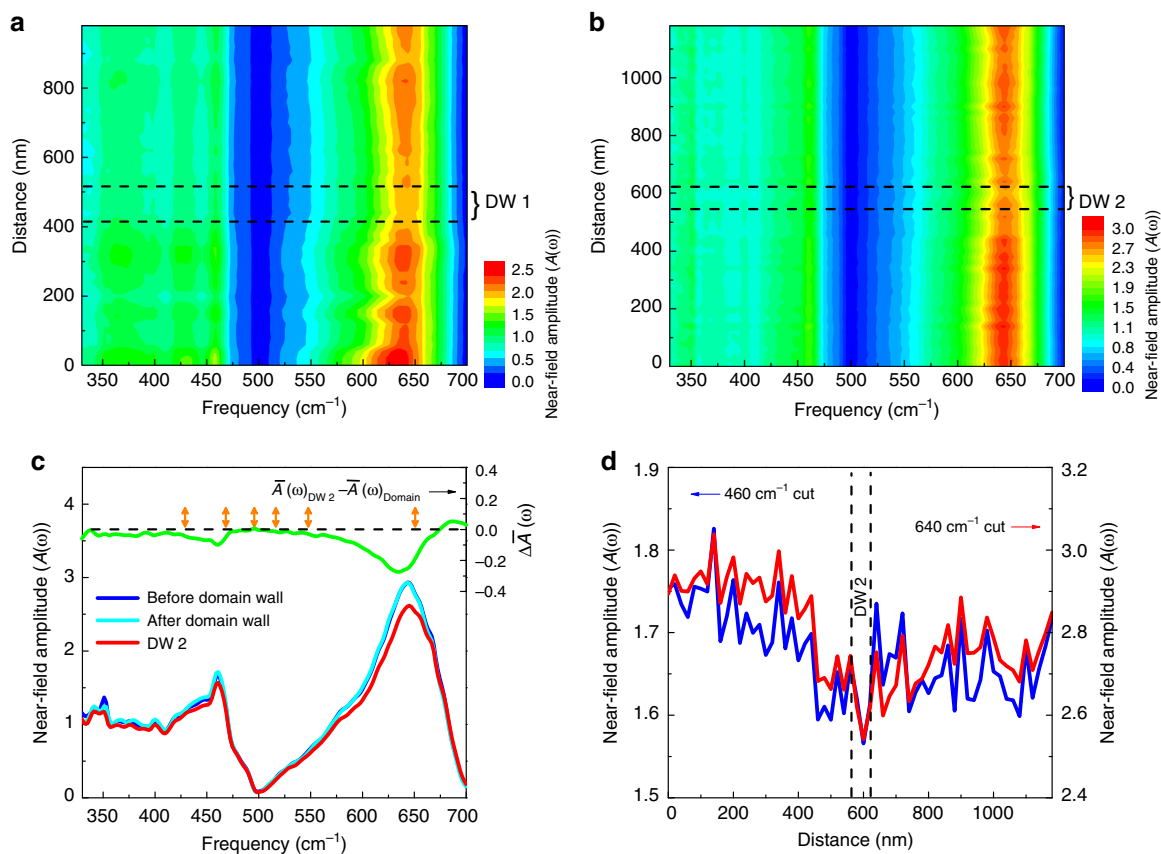 a
Distance (nm)
800
600
400
200
0
350 400 450 500 550 600 650 700
Frequency (cm⁻¹)
} DW 1
2.5
2.0
1.5
1.0
0.5
0.0
Near-field amplitude (A(ω))
b
Distance (nm)
1000
800
600
400
200
0
350 400 450 500 550 600 650 700
Frequency (cm⁻¹)
} DW 2
3.0
2.7
2.3
1.9
1.5
1.1
0.8
0.4
0.0
Near-field amplitude (A(ω))
c
Near-field amplitude (A(ω))
4
3
2
1
0
0.4
0.2
0.0
−0.2
−0.4
ΔA̅ (ω)
A̅ (ω)DW 2 −A̅ (ω)Domain
Before domain wall
After domain wall
DW 2
350 400 450 500 550 600 650 700
Frequency (cm⁻¹)
d
Near-field amplitude (A(ω))
1.9
1.8
1.7
1.6
1.5
460 cm⁻¹ cut
DW 2
640 cm⁻¹ cut
3.2
3.0
2.8
2.6
2.4
Near-field amplitude (A(ω))
0 200 400 600 800 1000
Distance (nm)